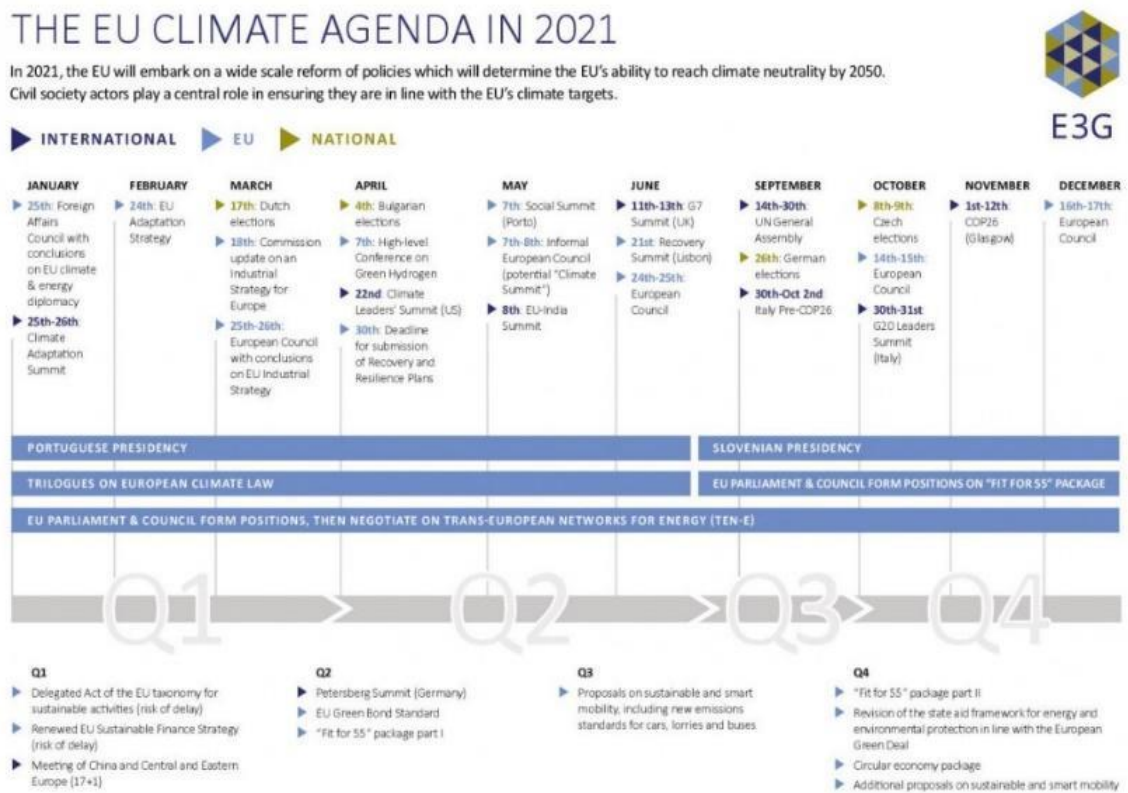 THE EU CLIMATE AGENDA IN 2021
In 2021, the EU will embark on a wide scale reform of policies which will determine the EU's ability to reach climate neutrality by 2050.
Civil society actors play a central role in ensuring they are in line with the EU's climate targets.
E3G
INTERNATIONAL
EU
NATIONAL
JANUARY
25th: Foreign
Affairs
Council with
conclusions
on EU climate
& energy
diplomacy
25th-26th:
Climate
Adaptation
Summit
FEBRUARY
24th: EU
Adaptation
Strategy
MARCH
17th: Dutch
elections
18th: Commission
update on an
Industrial
Strategy for
Europe
25th-26th:
European Council
with conclusions
on EU Industrial
Strategy
APRIL
4th: Bulgarian
elections
7th: High-level
Conference on
Green Hydrogen
22nd: Climate
Leaders' Summit (US)
30th: Deadline
for submission
of Recovery and
Resilience Plans
MAY
7th: Social Summit
(Porto)
7th-8th: Informal
European Council
(potential "Climate
Summit")
8th: EU-India
Summit
JUNE
11th-13th: G7
Summit (UK)
21st: Recovery
Summit (Lisbon)
24th-25th:
European
Council
SEPTEMBER
14th-30th:
UN General
Assembly
26th: German
elections
30th-Oct 2nd
Italy Pre-COP26
OCTOBER
8th-9th:
Czech
elections
14th-15th:
European
Council
30th-31st
G20 Leaders
Summit
(Italy)
NOVEMBER
1st-12th:
COP26
(Glasgow)
DECEMBER
16th-17th:
European
Council
PORTUGUESE PRESIDENCY
SLOVENIAN PRESIDENCY
TRILOGUES ON EUROPEAN CLIMATE LAW
EU PARLIAMENT & COUNCIL FORM POSITIONS ON "FIT FOR 55" PACKAGE
EU PARLIAMENT & COUNCIL FORM POSITIONS, THEN NEGOTIATE ON TRANS-EUROPEAN NETWORKS FOR ENERGY (TEN-E)
Q1
Q2
Q3
Q4
Q1
Delegated Act of the EU taxonomy for
sustainable activities (risk of delay)
Renewed EU Sustainable Finance Strategy
(risk of delay)
Meeting of China and Central and Eastern
Europe (17+1)
Q2
Petersberg Summit (Germany)
EU Green Bond Standard
"Fit for 55" package part I
Q3
Proposals on sustainable and smart
mobility, including new emissions
standards for cars, lorries and buses
Q4
"Fit for 55" package part II
Revision of the state aid framework for energy and
environmental protection in line with the European
Green Deal
Circular economy package
Additional proposals on sustainable and smart mobility